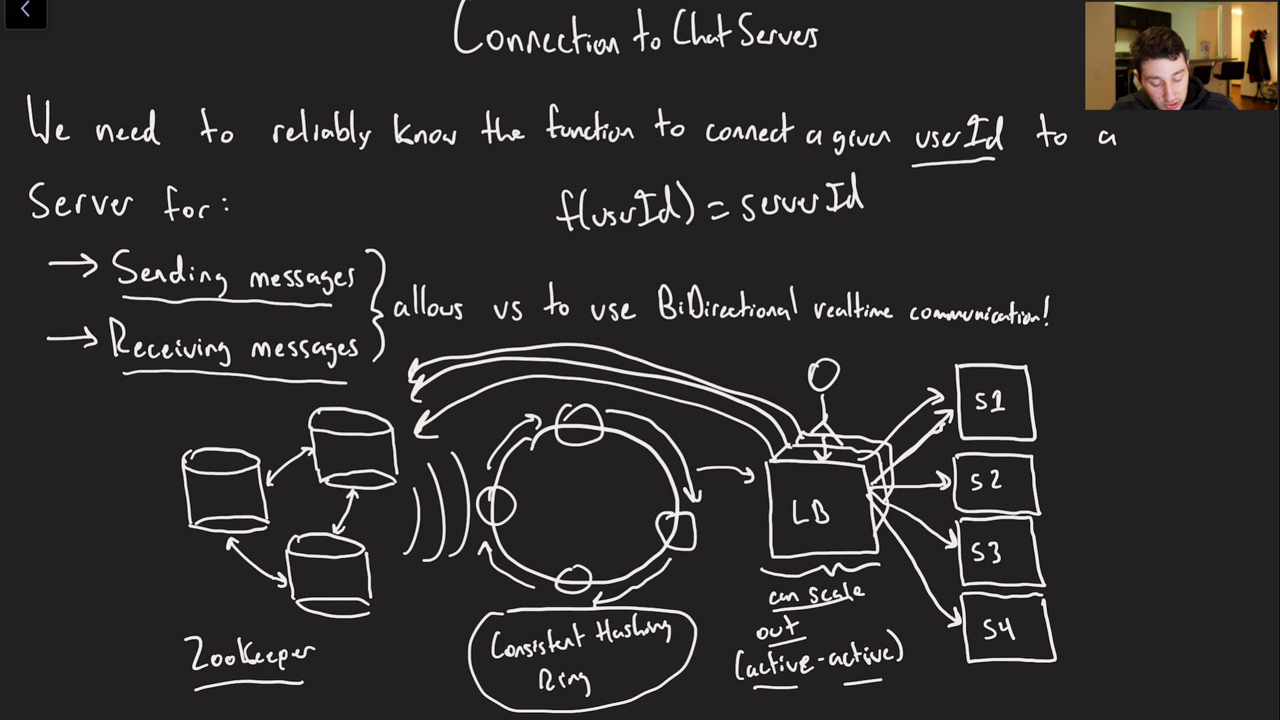 Connection to Chat Servers
We need to reliably know the function to connect a given userId to a
Server for:
f(userId) = serverId
→ Sending messages
→ Receiving messages
allows us to use BiDirectional realtime communication!
S1
S2
LB
S3
S4
can scale
out
(active-active)
Consistent Hashing
Ring
Zookeeper